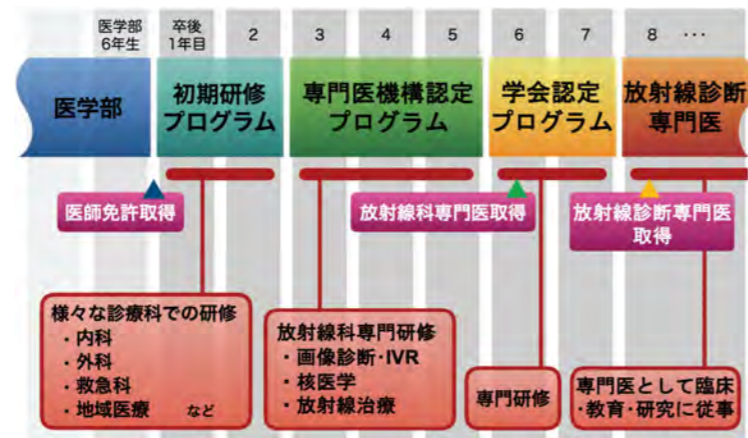 医学部
6年生
卒後
1年目
2
3
4
5
6
7
8 …
医学部
初期研修
プログラム
専門医機構認定
プログラム
学会認定
プログラム
放射線診断
専門医
医師免許取得
放射線科専門医取得
放射線診断専門医
取得
様々な診療科での研修
・内科
・外科
・救急科
・地域医療 など
放射線科専門研修
・画像診断・IVR
・核医学
・放射線治療
専門研修
専門医として臨床
・教育・研究に従事